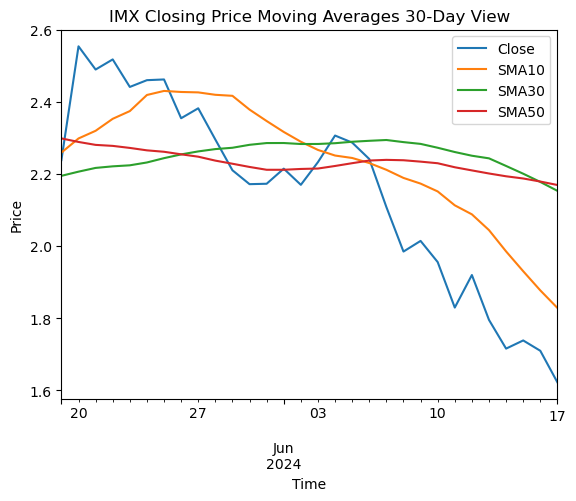 IMX Closing Price Moving Averages 30-Day View
Close
SMA10
SMA30
SMA50
Price
2.6
2.4
2.2
2.0
1.8
1.6
20 27 03 10 17
Jun
2024
Time